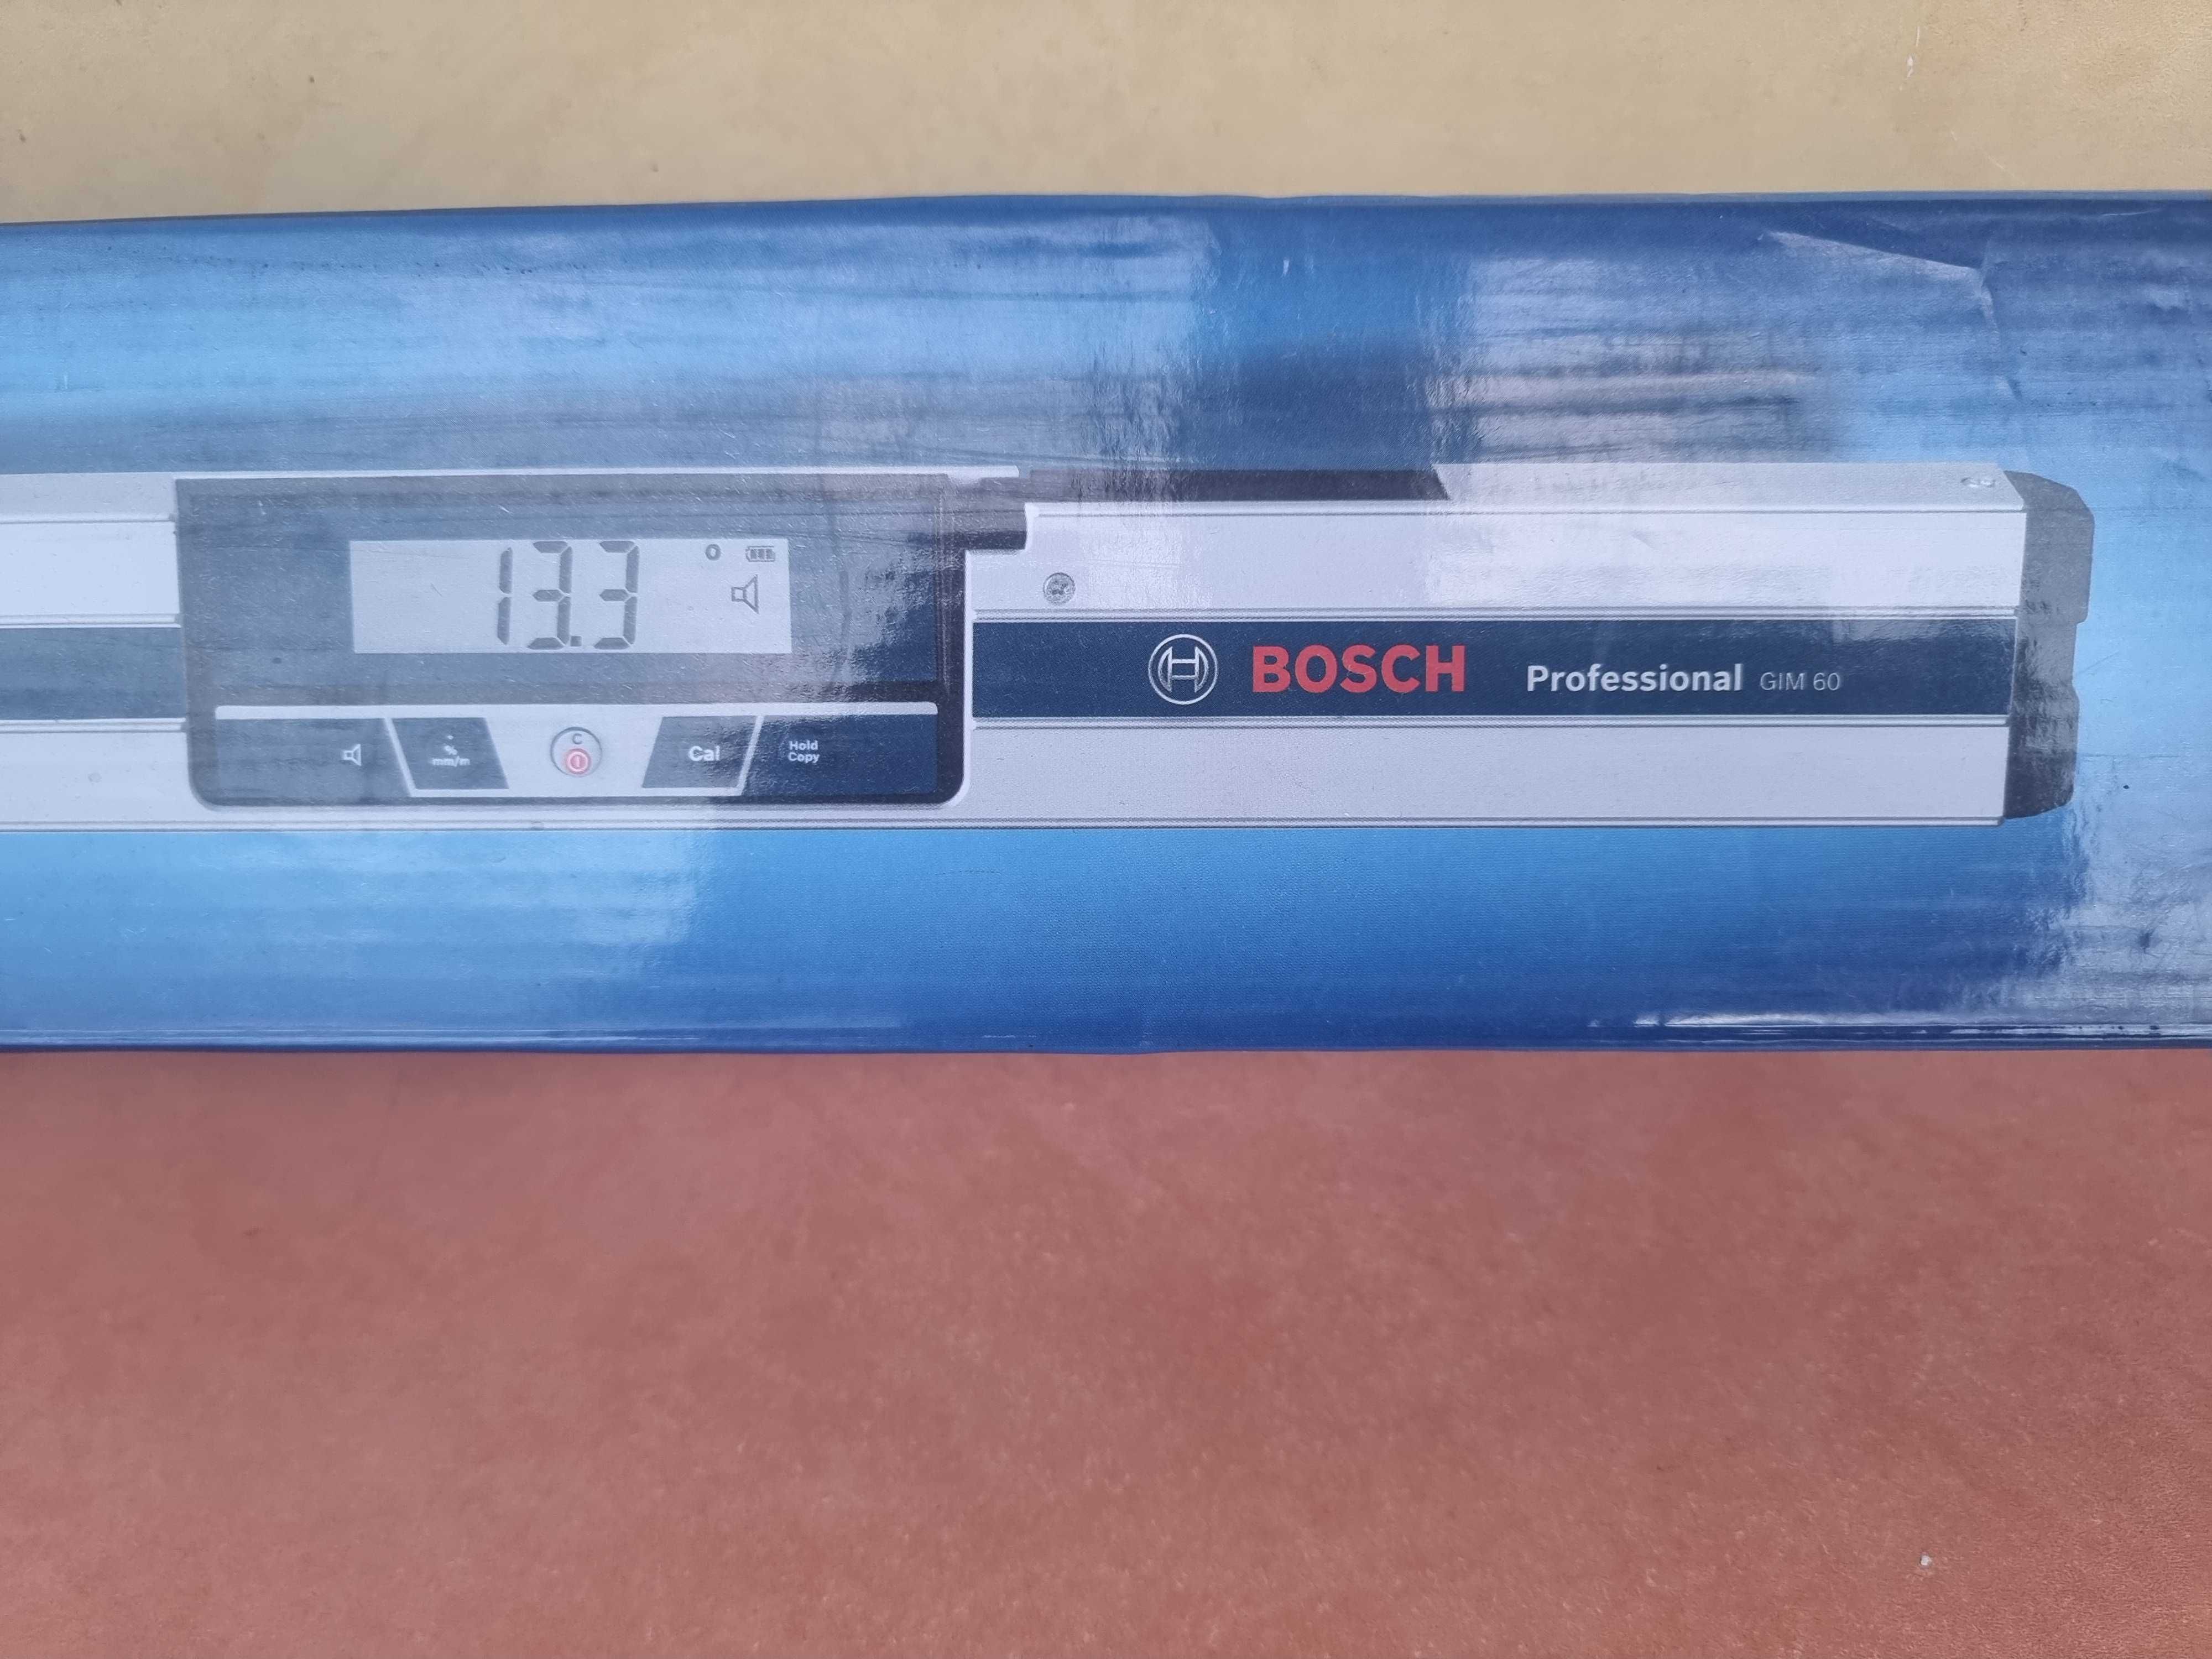 13.3 °
BOSCH Professional GIM 60
°
%
mm/m
C
Cal
Hold
Copy